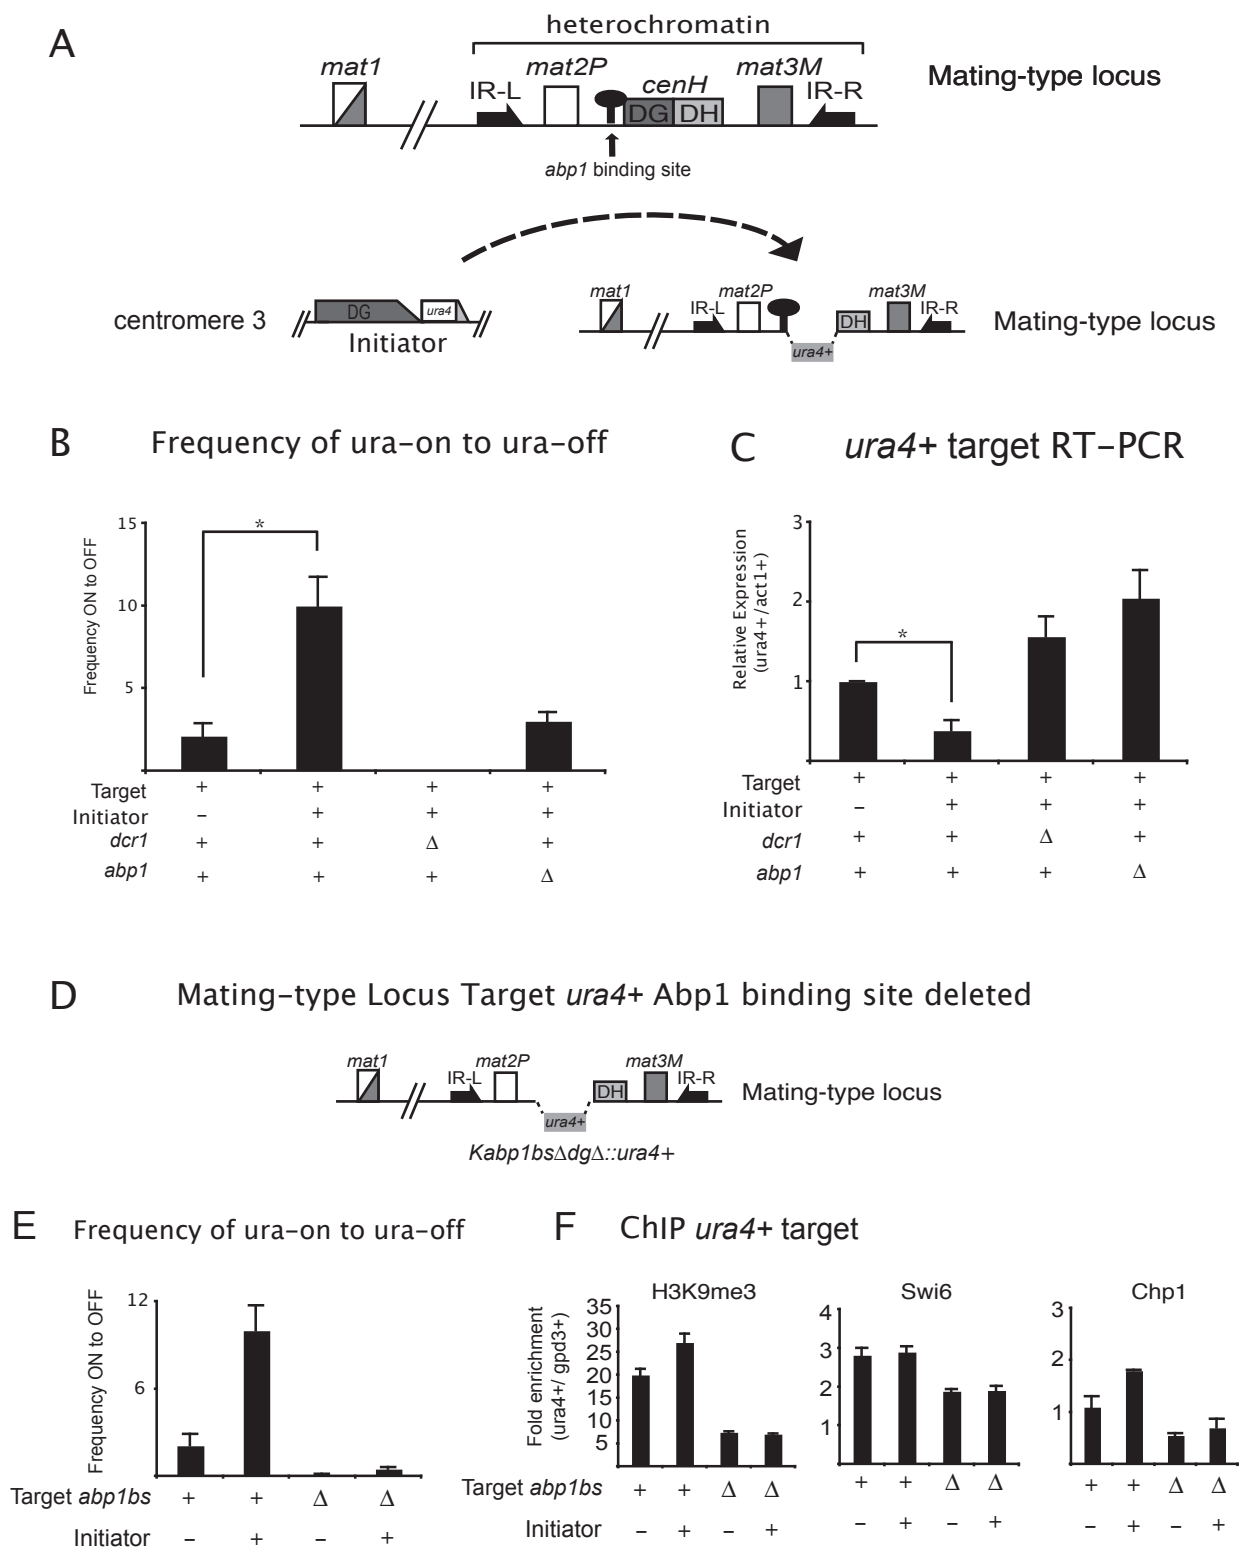 A
heterochromatin
mat1
mat2P
cenH
mat3M
Mating-type locus
IR-L
IR-R
DG
DH
abp1 binding site
centromere 3
DG
ura4
Initiator
mat1
mat2P
mat3M
IR-L
IR-R
DH
ura4+
Mating-type locus
B
Frequency of ura-on to ura-off
Frequency ON to OFF
15
*
10
5
Target + + + +
Initiator – + + +
dcr1 + + Δ +
abp1 + + + Δ
C
ura4+ target RT-PCR
Relative Expression
(ura4+/act1+)
3
2
*
1
Target + + + +
Initiator – + + +
dcr1 + + Δ +
abp1 + + + Δ
D
Mating-type Locus Target ura4+ Abp1 binding site deleted
mat1
mat2P
mat3M
IR-L
IR-R
DH
ura4+
Mating-type locus
Kabp1bsΔdgΔ::ura4+
E
Frequency of ura-on to ura-off
Frequency ON to OFF
12
6
Target abp1bs + + Δ Δ
Initiator – + – +
F
ChIP ura4+ target
Fold enrichment
(ura4+/ gpd3+)
H3K9me3
35
30
25
20
15
10
5
Swi6
4
3
2
1
Chp1
3
2
1
Target abp1bs + + Δ Δ + + Δ Δ + + Δ Δ
Initiator – + – + – + – + – + – +